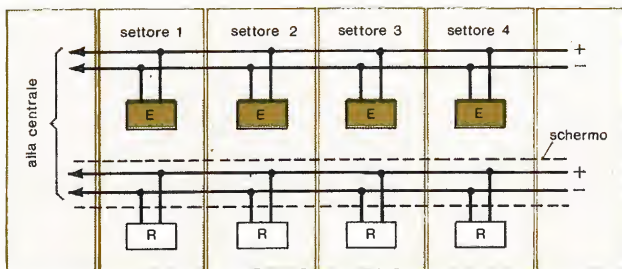 settore 1 settore 2 settore 3 settore 4
+
−
E E E E
alla centrale
schermo
+
−
R R R R